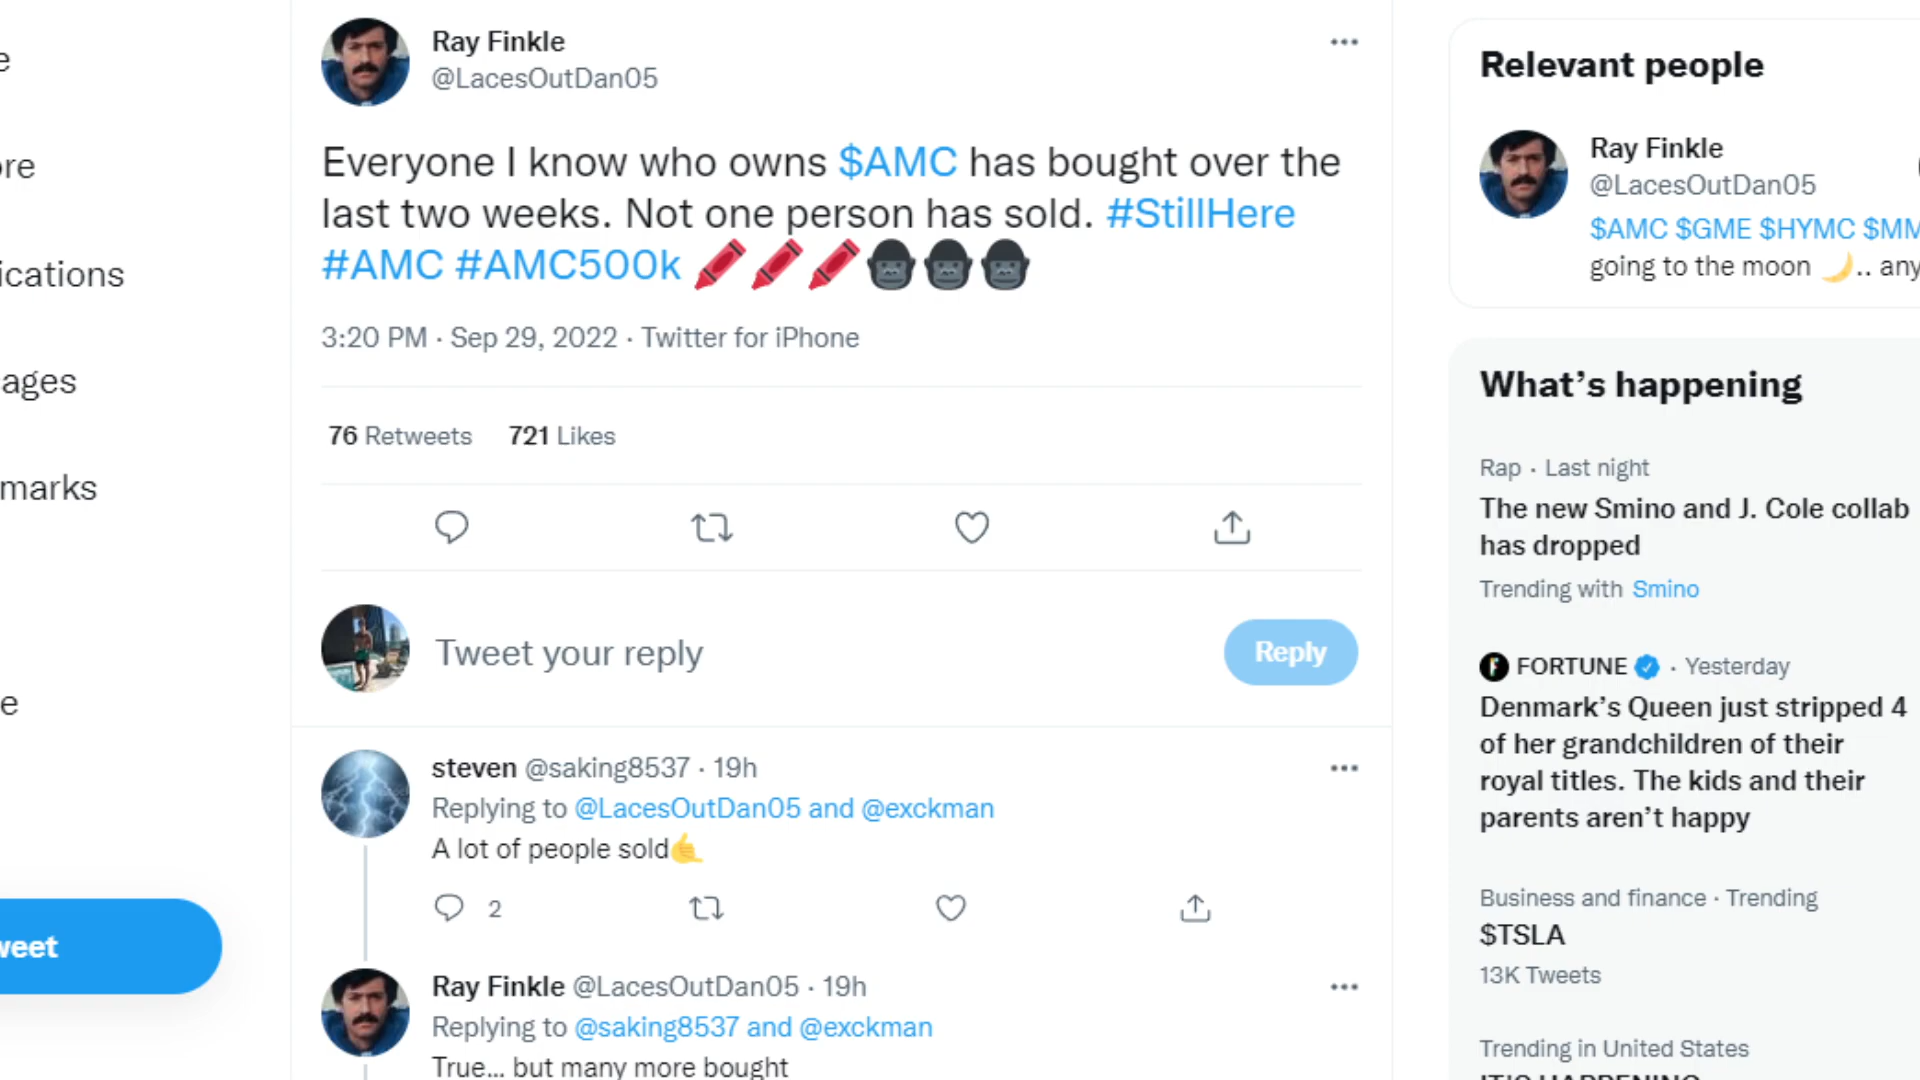 e
ore
ications
ages
marks
e
weet
Ray Finkle
@LacesOutDan05
Everyone I know who owns $AMC has bought over the
last two weeks. Not one person has sold. #StillHere
#AMC #AMC500k 🖍🖍🖍🦍🦍🦍
3:20 PM · Sep 29, 2022 · Twitter for iPhone
76 Retweets 721 Likes
Tweet your reply
Reply
steven @saking8537 · 19h
Replying to @LacesOutDan05 and @exckman
A lot of people sold🤙
2
Ray Finkle @LacesOutDan05 · 19h
Replying to @saking8537 and @exckman
True... but many more bought
Relevant people
Ray Finkle
@LacesOutDan05
$AMC $GME $HYMC $MM
going to the moon 🌙.. any
What’s happening
Rap · Last night
The new Smino and J. Cole collab
has dropped
Trending with Smino
FORTUNE · Yesterday
Denmark’s Queen just stripped 4
of her grandchildren of their
royal titles. The kids and their
parents aren’t happy
Business and finance · Trending
$TSLA
13K Tweets
Trending in United States
IT'S HAPPENING